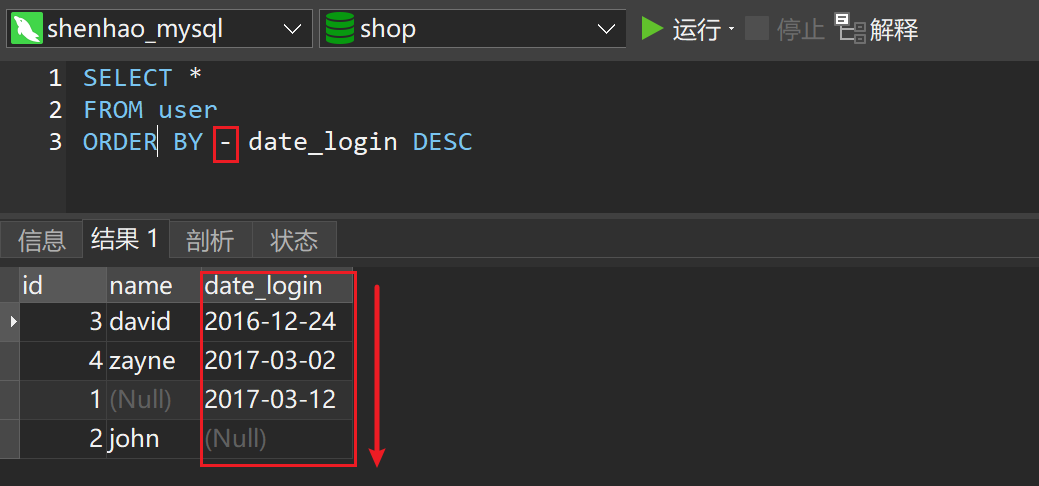 shenhao_mysql shop 运行 · 停止 解释
1 SELECT *
2 FROM user
3 ORDER BY - date_login DESC
信息 结果 1 剖析 状态
id name date_login
3 david 2016-12-24
4 zayne 2017-03-02
1 (Null) 2017-03-12
2 john (Null)